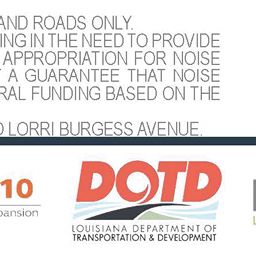 AND ROADS ONLY.
ING IN THE NEED TO PROVIDE
APPROPRIATION FOR NOISE
T A GUARANTEE THAT NOISE
RAL FUNDING BASED ON THE
D LORRI BURGESS AVENUE.
10
pansion
DOTD
LOUISIANA DEPARTMENT OF
TRANSPORTATION & DEVELOPMENT
L